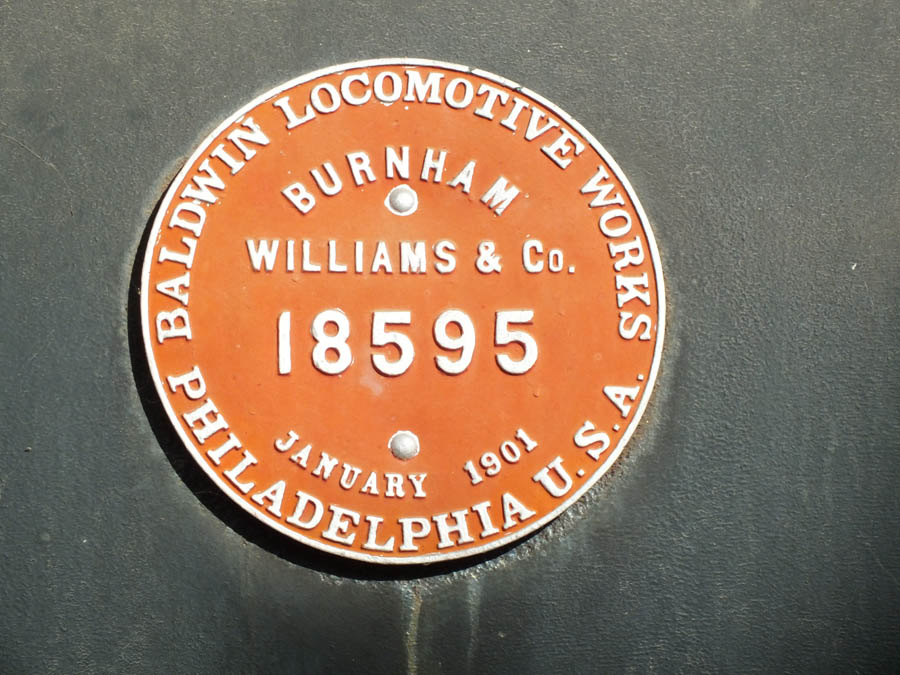 BALDWIN LOCOMOTIVE WORKS
BURNHAM
WILLIAMS & Co.
18595
JANUARY 1901
PHILADELPHIA U.S.A.